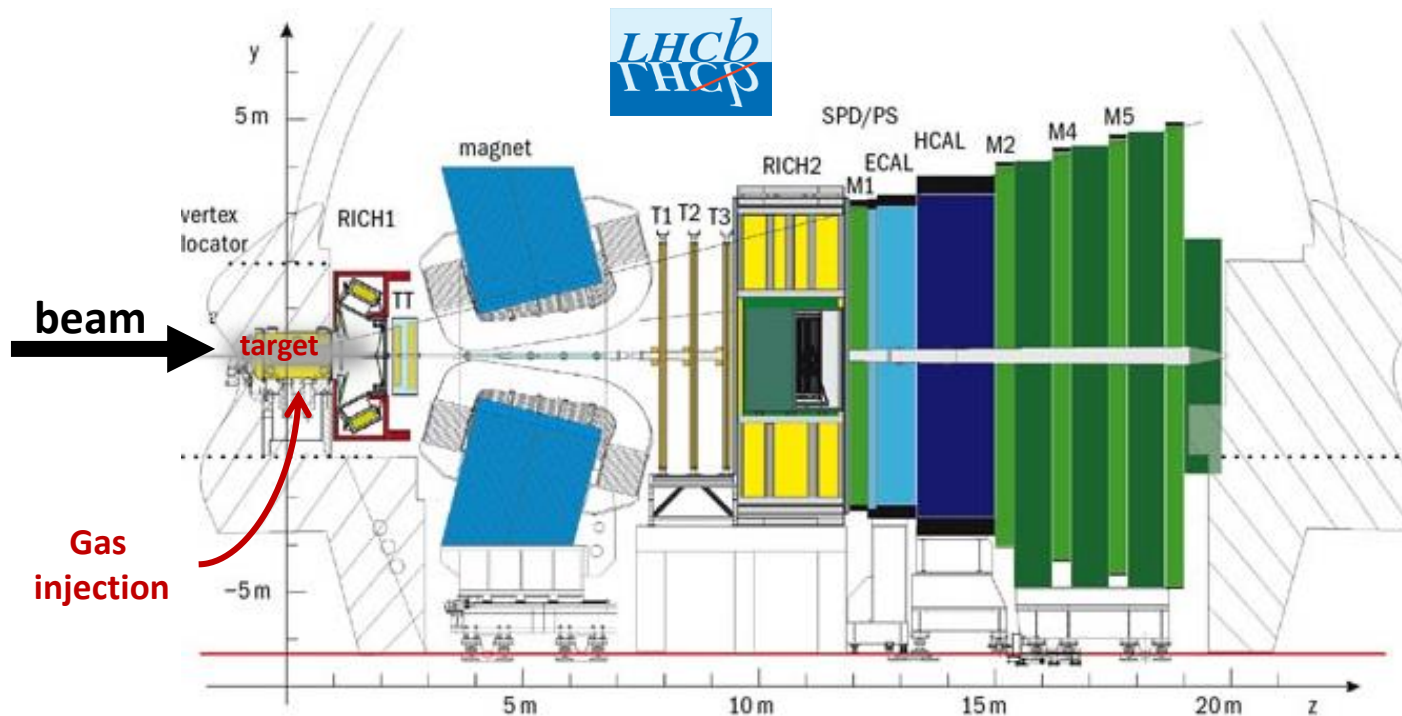 LHCb
LHCb
y
5 m
SPD/PS
HCAL
M5
M4
M2
magnet
ECAL
RICH2
M1
vertex
locator
RICH1
T1
T2
T3
TT
beam
target
Gas
injection
−5 m
5 m
10 m
15 m
20 m
z